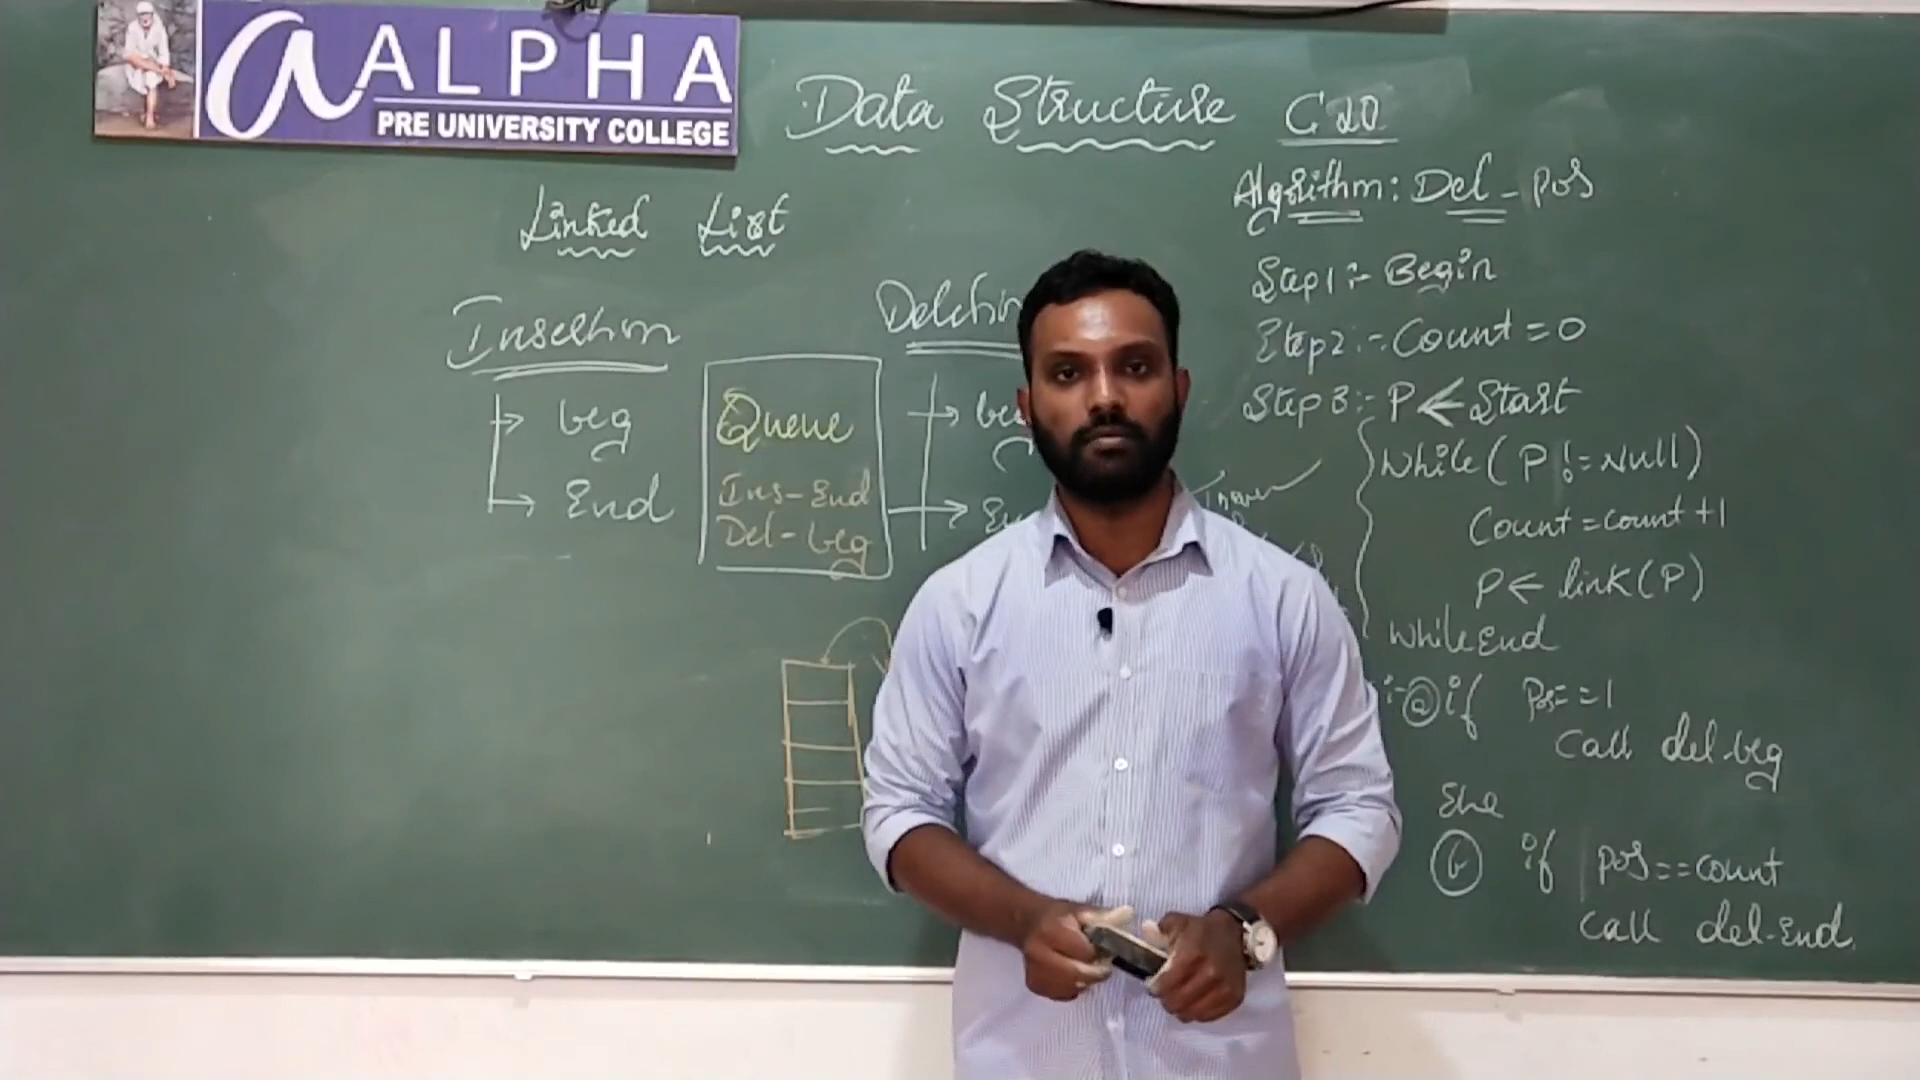 ALPHA
PRE UNIVERSITY COLLEGE
Data Structure C20
Linked List
Insertion
beg
End
Queue
Ins-End
Del-beg
Deletion
Algorithm: Del-pos
Step1:- Begin
Step2:- Count = 0
Step3:- P ← Start
While(P != Null)
Count = count + 1
P ← link(P)
While End
@ if Pos==1
Call del-beg
Else
b if pos==count
call del-End